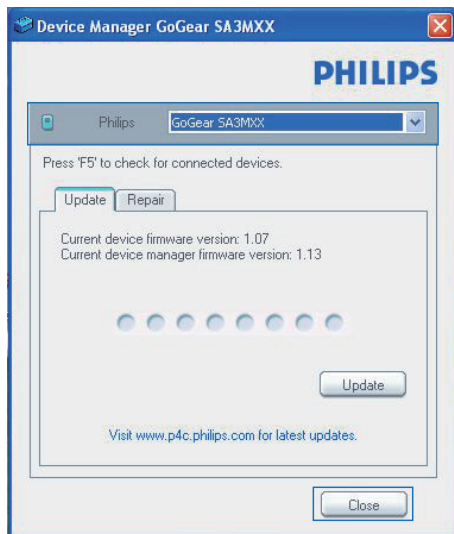 Device Manager GoGear SA3MXX
PHILIPS
Philips GoGear SA3MXX
Press 'F5' to check for connected devices.
Update Repair
Current device firmware version: 1.07
Current device manager firmware version: 1.13
Update
Visit www.p4c.philips.com for latest updates.
Close